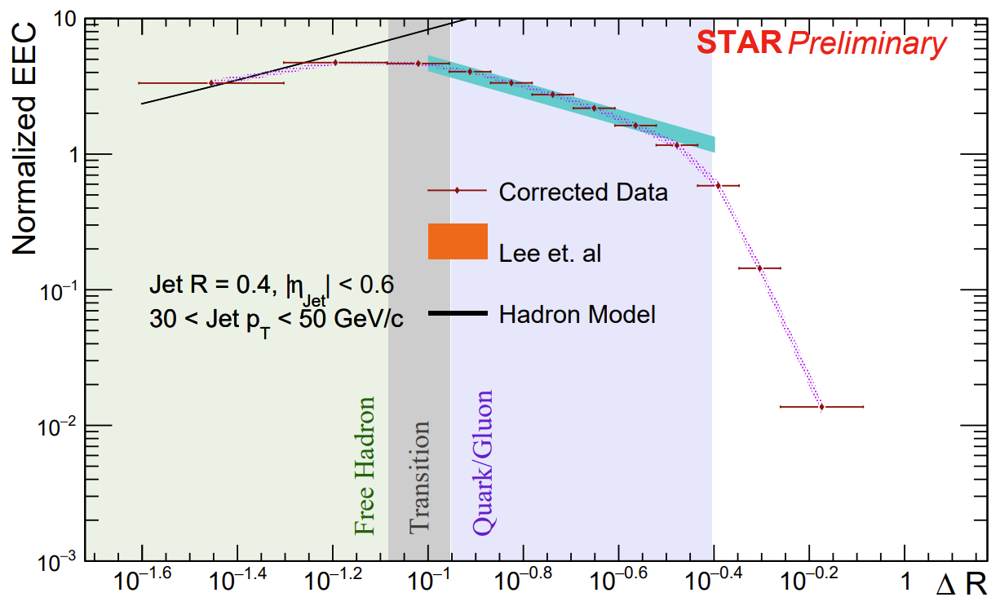 Normalized EEC
10
1
10⁻¹
10⁻²
10⁻³
STAR Preliminary
Corrected Data
Lee et. al
Hadron Model
Jet R = 0.4, |η_Jet| < 0.6
30 < Jet p_T < 50 GeV/c
Free Hadron
Transition
Quark/Gluon
10⁻¹·⁶ 10⁻¹·⁴ 10⁻¹·² 10⁻¹ 10⁻⁰·⁸ 10⁻⁰·⁶ 10⁻⁰·⁴ 10⁻⁰·² 1 Δ R